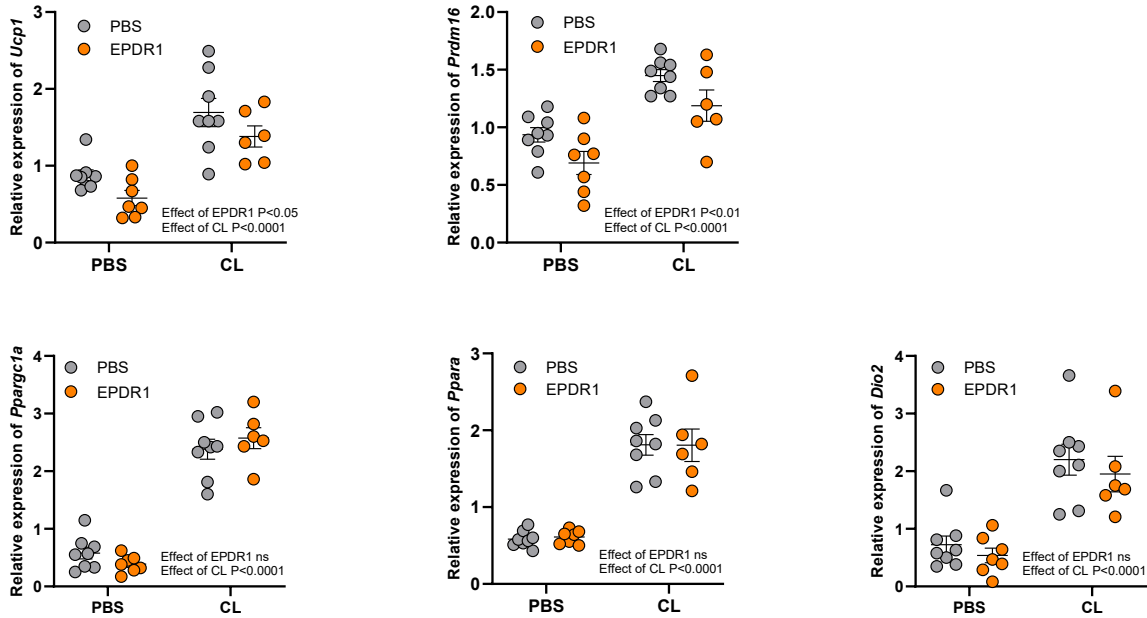 Relative expression of Ucp1
3
2
1
0
PBS
EPDR1
Effect of EPDR1 P<0.05
Effect of CL P<0.0001
PBS
CL
Relative expression of Prdm16
2.0
1.5
1.0
0.5
0.0
PBS
EPDR1
Effect of EPDR1 P<0.01
Effect of CL P<0.0001
PBS
CL
Relative expression of Ppargc1a
4
3
2
1
0
PBS
EPDR1
Effect of EPDR1 ns
Effect of CL P<0.0001
PBS
CL
Relative expression of Ppara
3
2
1
0
PBS
EPDR1
Effect of EPDR1 ns
Effect of CL P<0.0001
PBS
CL
Relative expression of Dio2
4
3
2
1
0
PBS
EPDR1
Effect of EPDR1 ns
Effect of CL P<0.0001
PBS
CL